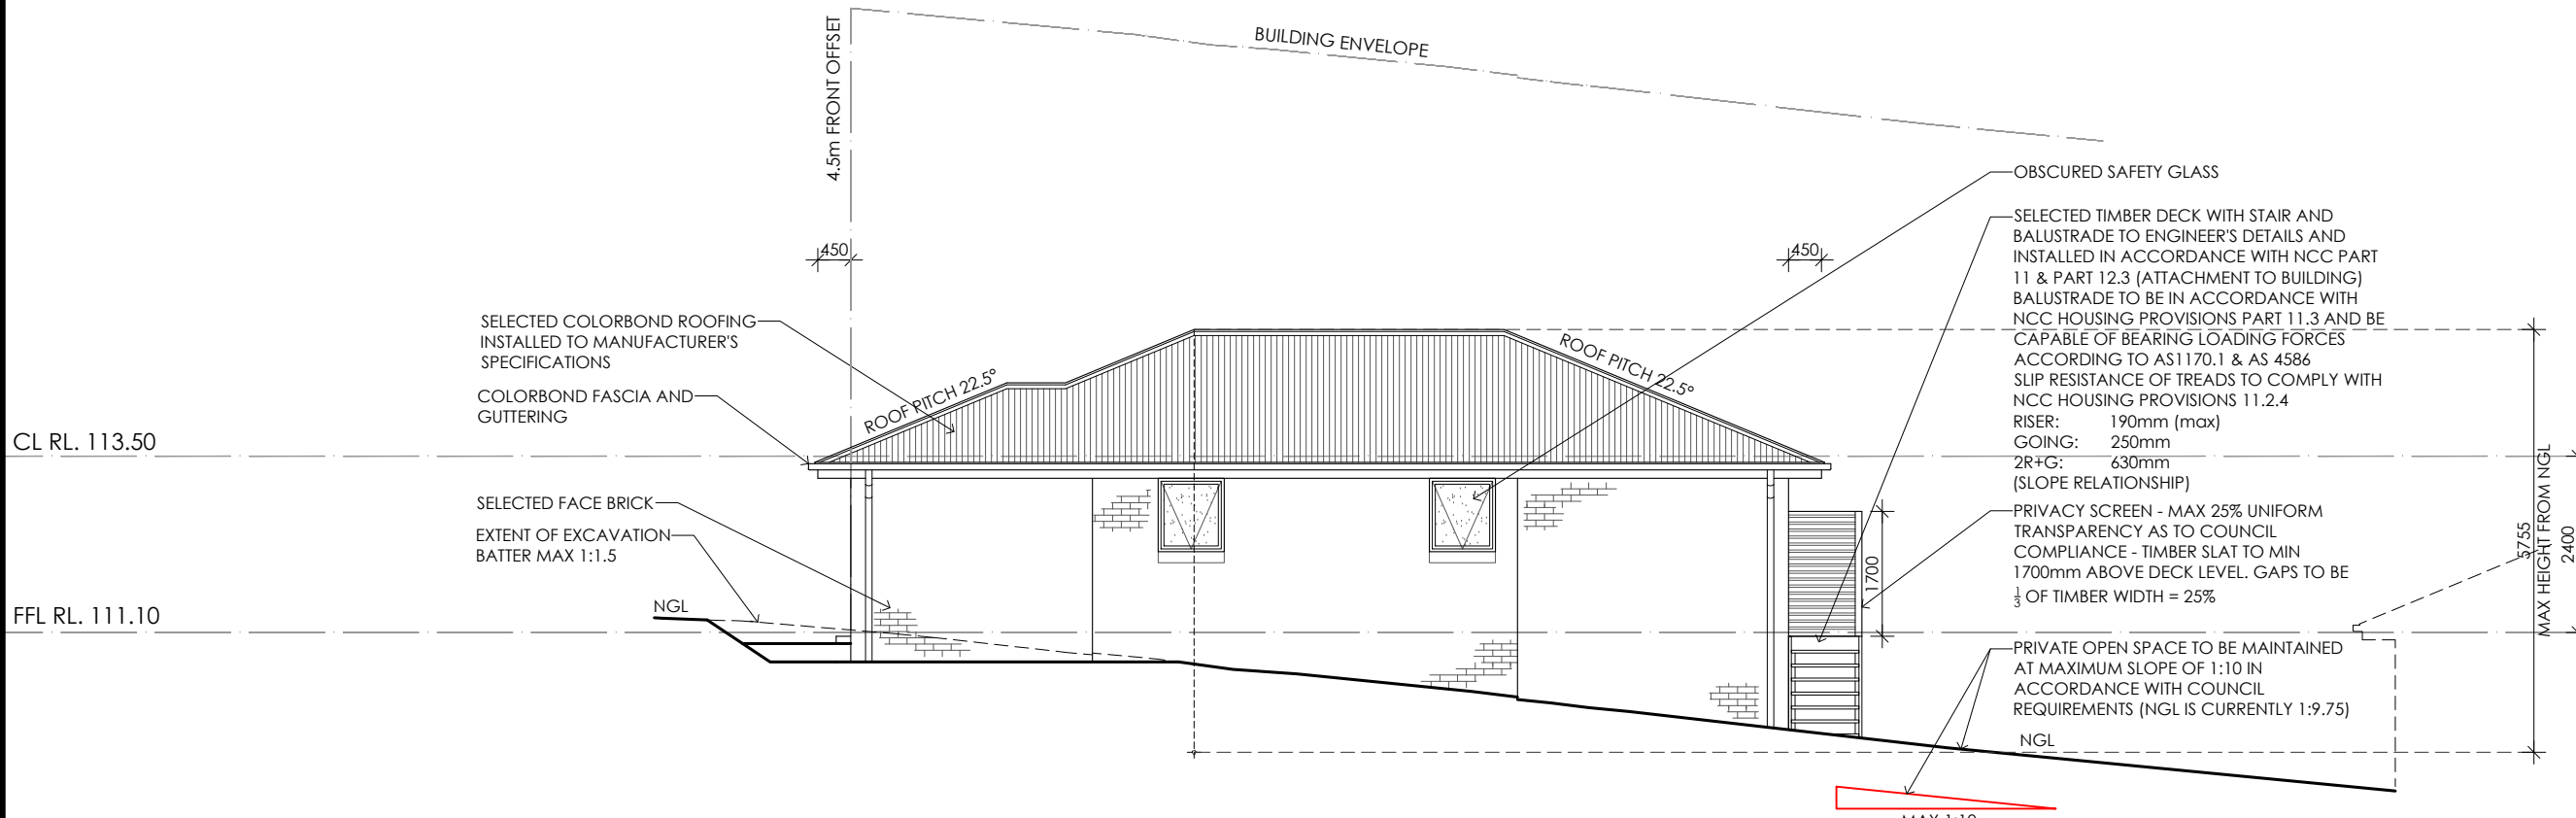 BUILDING ENVELOPE
4.5m FRONT OFFSET
450
450
OBSCURED SAFETY GLASS
SELECTED TIMBER DECK WITH STAIR AND
BALUSTRADE TO ENGINEER'S DETAILS AND
INSTALLED IN ACCORDANCE WITH NCC PART
11 & PART 12.3 (ATTACHMENT TO BUILDING)
BALUSTRADE TO BE IN ACCORDANCE WITH
NCC HOUSING PROVISIONS PART 11.3 AND BE
CAPABLE OF BEARING LOADING FORCES
ACCORDING TO AS1170.1 & AS 4586
SLIP RESISTANCE OF TREADS TO COMPLY WITH
NCC HOUSING PROVISIONS 11.2.4
RISER: 190mm (max)
GOING: 250mm
2R+G: 630mm
(SLOPE RELATIONSHIP)
SELECTED COLORBOND ROOFING
INSTALLED TO MANUFACTURER'S
SPECIFICATIONS
COLORBOND FASCIA AND
GUTTERING
ROOF PITCH 22.5°
ROOF PITCH 22.5°
CL RL. 113.50
SELECTED FACE BRICK
EXTENT OF EXCAVATION
BATTER MAX 1:1.5
PRIVACY SCREEN - MAX 25% UNIFORM
TRANSPARENCY AS TO COUNCIL
COMPLIANCE - TIMBER SLAT TO MIN
1700mm ABOVE DECK LEVEL. GAPS TO BE
1/3 OF TIMBER WIDTH = 25%
1700
5755
MAX HEIGHT FROM NGL
2400
NGL
FFL RL. 111.10
PRIVATE OPEN SPACE TO BE MAINTAINED
AT MAXIMUM SLOPE OF 1:10 IN
ACCORDANCE WITH COUNCIL
REQUIREMENTS (NGL IS CURRENTLY 1:9.75)
NGL
MAX 1:10